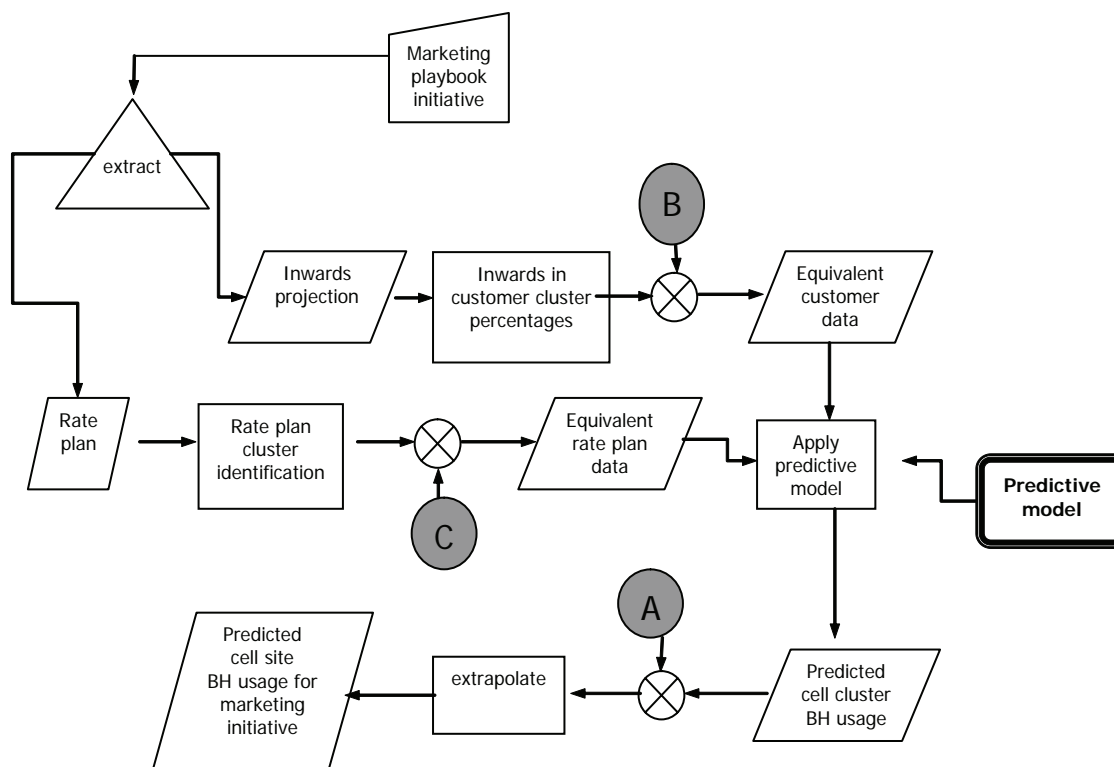 Marketing
playbook
initiative
extract
B
Inwards
projection
Inwards in
customer cluster
percentages
Equivalent
customer
data
Rate
plan
Rate plan
cluster
identification
Equivalent
rate plan
data
Apply
predictive
model
Predictive
model
C
A
Predicted
cell site
BH usage for
marketing
initiative
extrapolate
Predicted
cell cluster
BH usage